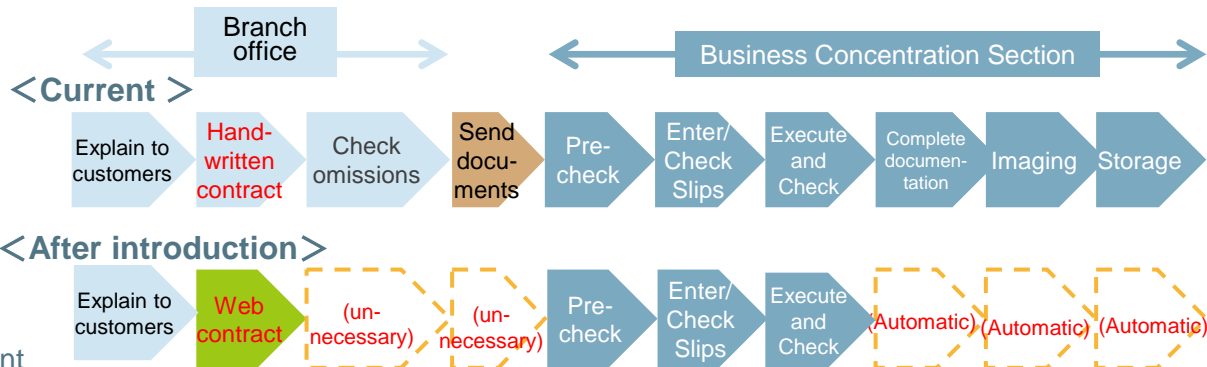 Branch
office
Business Concentration Section
＜Current ＞
Explain to
customers
Hand-
written
contract
Check
omissions
Send
docu-
ments
Pre-
check
Enter/
Check
Slips
Execute
and
Check
Complete
documen-
tation
Imaging
Storage
＜After introduction＞
Explain to
customers
Web
contract
(un-
necessary)
(un-
necessary)
Pre-
check
Enter/
Check
Slips
Execute
and
Check
(Automatic)
(Automatic)
(Automatic)
nt